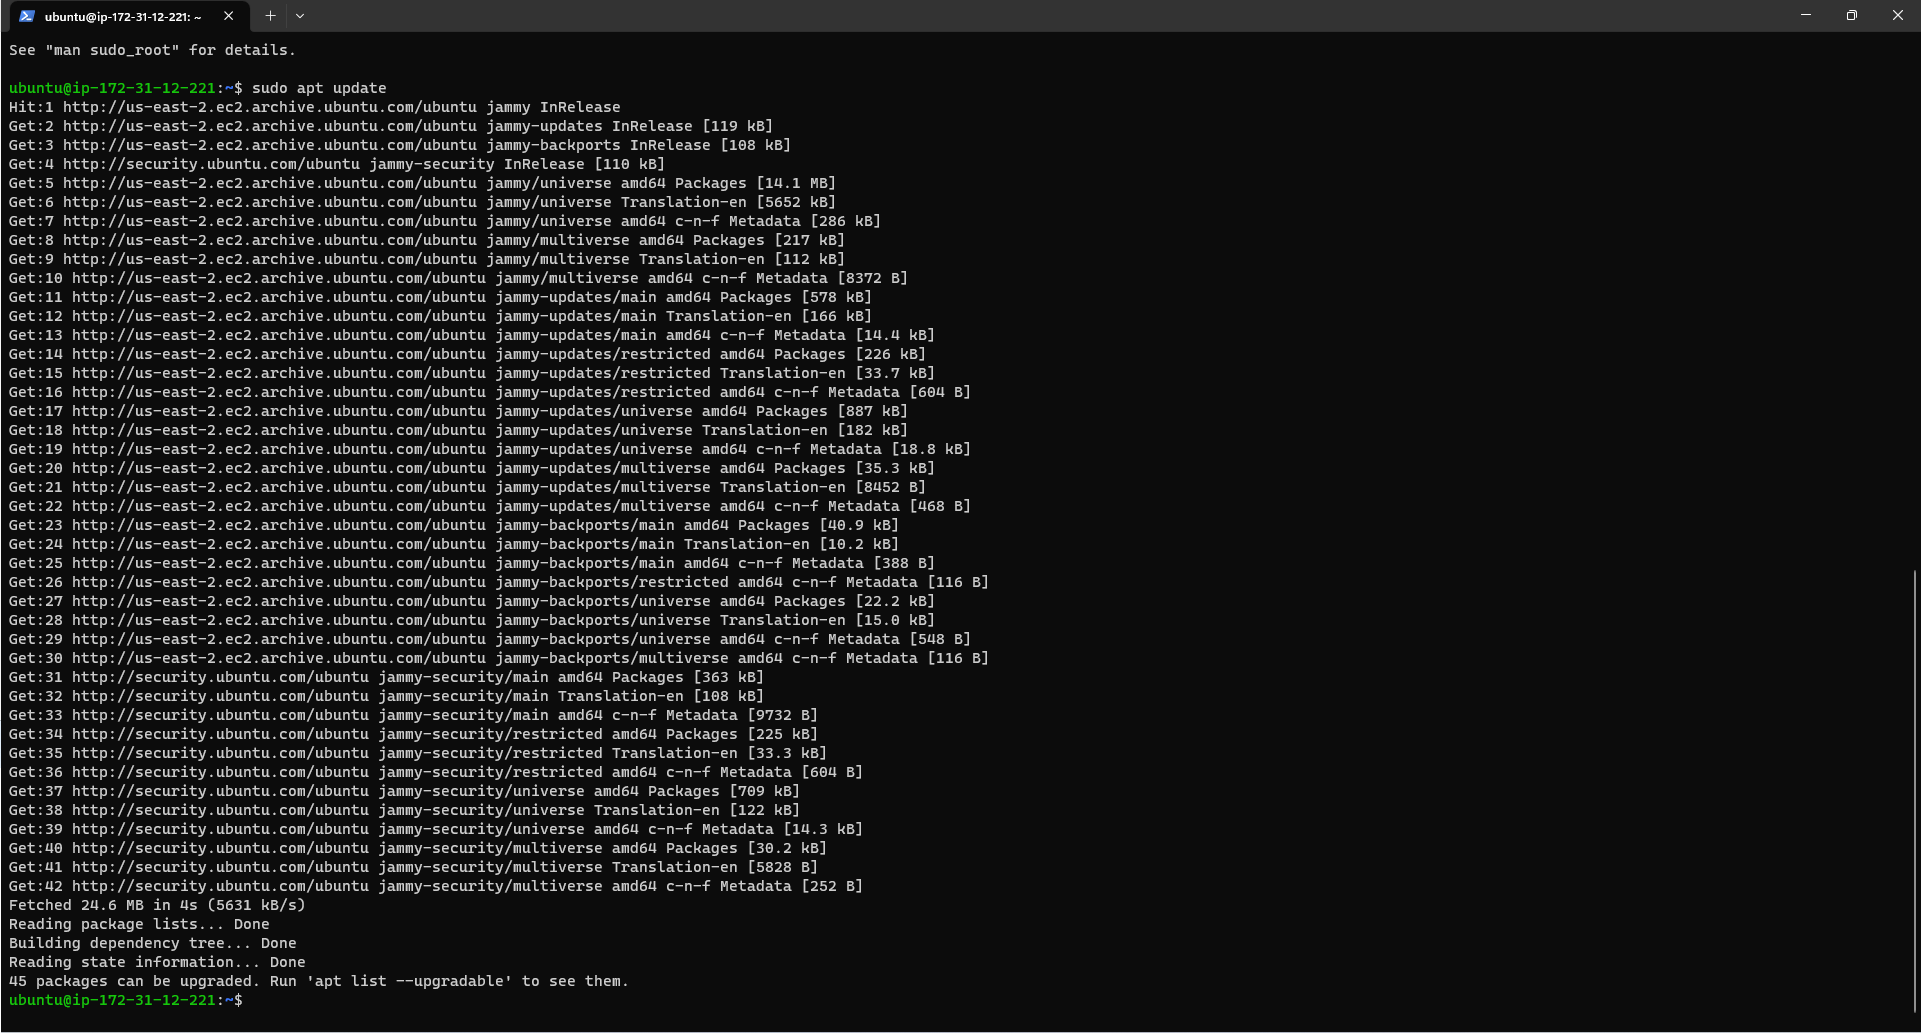 ubuntu@ip-172-31-12-221: ~
See "man sudo_root" for details.
ubuntu@ip-172-31-12-221:~$ sudo apt update
Hit:1 http://us-east-2.ec2.archive.ubuntu.com/ubuntu jammy InRelease
Get:2 http://us-east-2.ec2.archive.ubuntu.com/ubuntu jammy-updates InRelease [119 kB]
Get:3 http://us-east-2.ec2.archive.ubuntu.com/ubuntu jammy-backports InRelease [108 kB]
Get:4 http://security.ubuntu.com/ubuntu jammy-security InRelease [110 kB]
Get:5 http://us-east-2.ec2.archive.ubuntu.com/ubuntu jammy/universe amd64 Packages [14.1 MB]
Get:6 http://us-east-2.ec2.archive.ubuntu.com/ubuntu jammy/universe Translation-en [5652 kB]
Get:7 http://us-east-2.ec2.archive.ubuntu.com/ubuntu jammy/universe amd64 c-n-f Metadata [286 kB]
Get:8 http://us-east-2.ec2.archive.ubuntu.com/ubuntu jammy/multiverse amd64 Packages [217 kB]
Get:9 http://us-east-2.ec2.archive.ubuntu.com/ubuntu jammy/multiverse Translation-en [112 kB]
Get:10 http://us-east-2.ec2.archive.ubuntu.com/ubuntu jammy/multiverse amd64 c-n-f Metadata [8372 B]
Get:11 http://us-east-2.ec2.archive.ubuntu.com/ubuntu jammy-updates/main amd64 Packages [578 kB]
Get:12 http://us-east-2.ec2.archive.ubuntu.com/ubuntu jammy-updates/main Translation-en [166 kB]
Get:13 http://us-east-2.ec2.archive.ubuntu.com/ubuntu jammy-updates/main amd64 c-n-f Metadata [14.4 kB]
Get:14 http://us-east-2.ec2.archive.ubuntu.com/ubuntu jammy-updates/restricted amd64 Packages [226 kB]
Get:15 http://us-east-2.ec2.archive.ubuntu.com/ubuntu jammy-updates/restricted Translation-en [33.7 kB]
Get:16 http://us-east-2.ec2.archive.ubuntu.com/ubuntu jammy-updates/restricted amd64 c-n-f Metadata [604 B]
Get:17 http://us-east-2.ec2.archive.ubuntu.com/ubuntu jammy-updates/universe amd64 Packages [887 kB]
Get:18 http://us-east-2.ec2.archive.ubuntu.com/ubuntu jammy-updates/universe Translation-en [182 kB]
Get:19 http://us-east-2.ec2.archive.ubuntu.com/ubuntu jammy-updates/universe amd64 c-n-f Metadata [18.8 kB]
Get:20 http://us-east-2.ec2.archive.ubuntu.com/ubuntu jammy-updates/multiverse amd64 Packages [35.3 kB]
Get:21 http://us-east-2.ec2.archive.ubuntu.com/ubuntu jammy-updates/multiverse Translation-en [8452 B]
Get:22 http://us-east-2.ec2.archive.ubuntu.com/ubuntu jammy-updates/multiverse amd64 c-n-f Metadata [468 B]
Get:23 http://us-east-2.ec2.archive.ubuntu.com/ubuntu jammy-backports/main amd64 Packages [40.9 kB]
Get:24 http://us-east-2.ec2.archive.ubuntu.com/ubuntu jammy-backports/main Translation-en [10.2 kB]
Get:25 http://us-east-2.ec2.archive.ubuntu.com/ubuntu jammy-backports/main amd64 c-n-f Metadata [388 B]
Get:26 http://us-east-2.ec2.archive.ubuntu.com/ubuntu jammy-backports/restricted amd64 c-n-f Metadata [116 B]
Get:27 http://us-east-2.ec2.archive.ubuntu.com/ubuntu jammy-backports/universe amd64 Packages [22.2 kB]
Get:28 http://us-east-2.ec2.archive.ubuntu.com/ubuntu jammy-backports/universe Translation-en [15.0 kB]
Get:29 http://us-east-2.ec2.archive.ubuntu.com/ubuntu jammy-backports/universe amd64 c-n-f Metadata [548 B]
Get:30 http://us-east-2.ec2.archive.ubuntu.com/ubuntu jammy-backports/multiverse amd64 c-n-f Metadata [116 B]
Get:31 http://security.ubuntu.com/ubuntu jammy-security/main amd64 Packages [363 kB]
Get:32 http://security.ubuntu.com/ubuntu jammy-security/main Translation-en [108 kB]
Get:33 http://security.ubuntu.com/ubuntu jammy-security/main amd64 c-n-f Metadata [9732 B]
Get:34 http://security.ubuntu.com/ubuntu jammy-security/restricted amd64 Packages [225 kB]
Get:35 http://security.ubuntu.com/ubuntu jammy-security/restricted Translation-en [33.3 kB]
Get:36 http://security.ubuntu.com/ubuntu jammy-security/restricted amd64 c-n-f Metadata [604 B]
Get:37 http://security.ubuntu.com/ubuntu jammy-security/universe amd64 Packages [709 kB]
Get:38 http://security.ubuntu.com/ubuntu jammy-security/universe Translation-en [122 kB]
Get:39 http://security.ubuntu.com/ubuntu jammy-security/universe amd64 c-n-f Metadata [14.3 kB]
Get:40 http://security.ubuntu.com/ubuntu jammy-security/multiverse amd64 Packages [30.2 kB]
Get:41 http://security.ubuntu.com/ubuntu jammy-security/multiverse Translation-en [5828 B]
Get:42 http://security.ubuntu.com/ubuntu jammy-security/multiverse amd64 c-n-f Metadata [252 B]
Fetched 24.6 MB in 4s (5631 kB/s)
Reading package lists... Done
Building dependency tree... Done
Reading state information... Done
45 packages can be upgraded. Run 'apt list --upgradable' to see them.
ubuntu@ip-172-31-12-221:~$